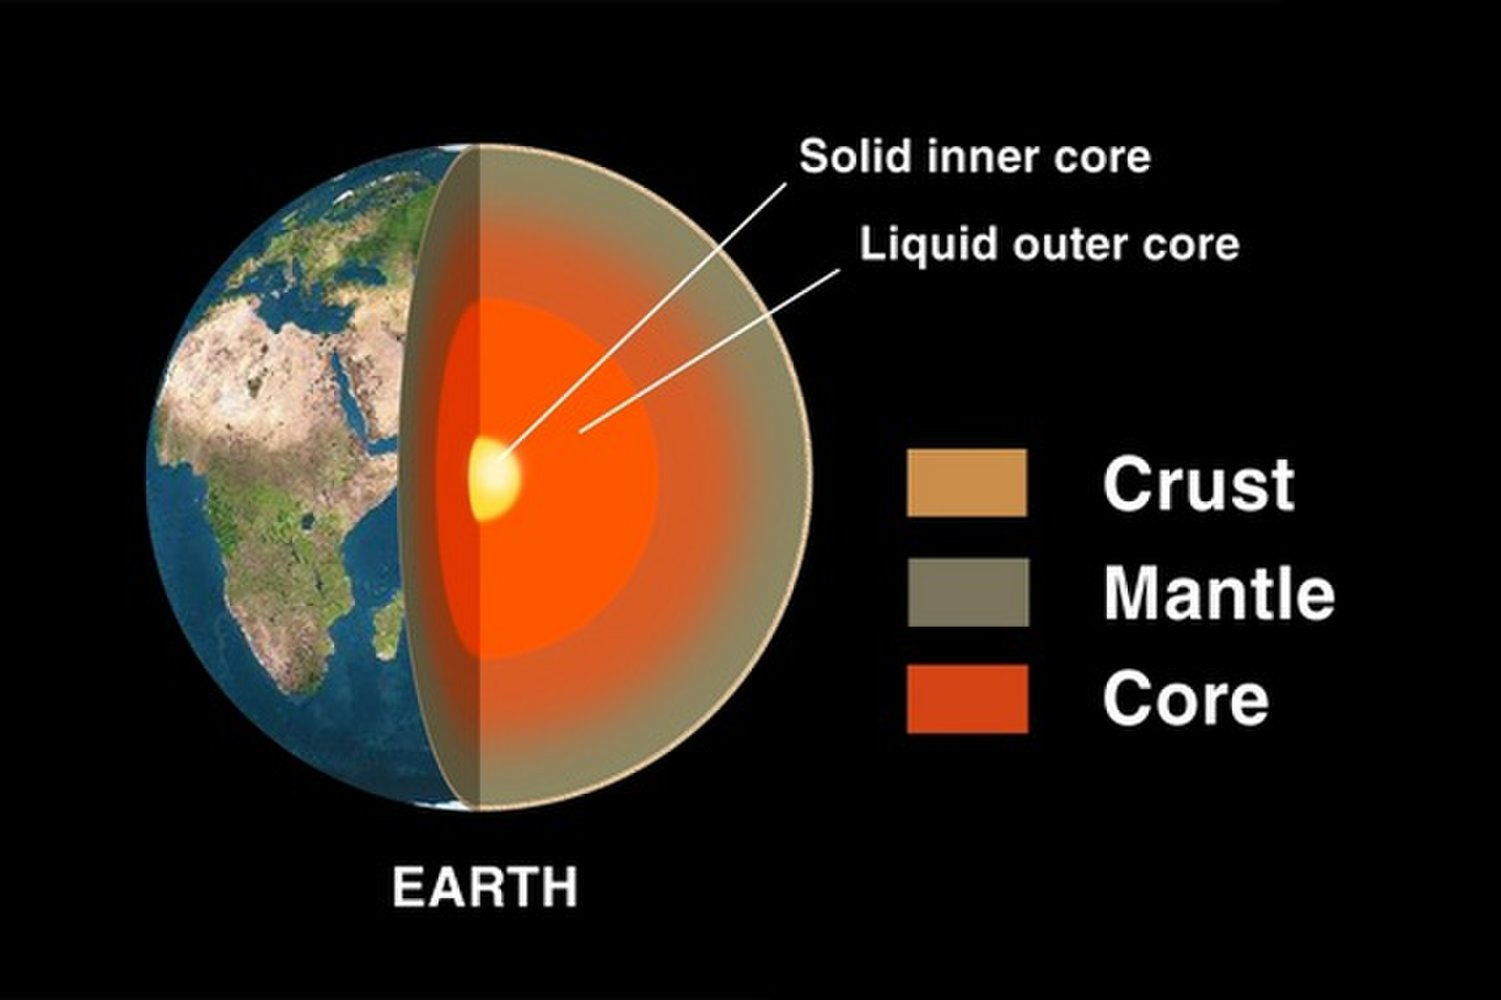 Solid inner core
Liquid outer core
Crust
Mantle
Core
EARTH